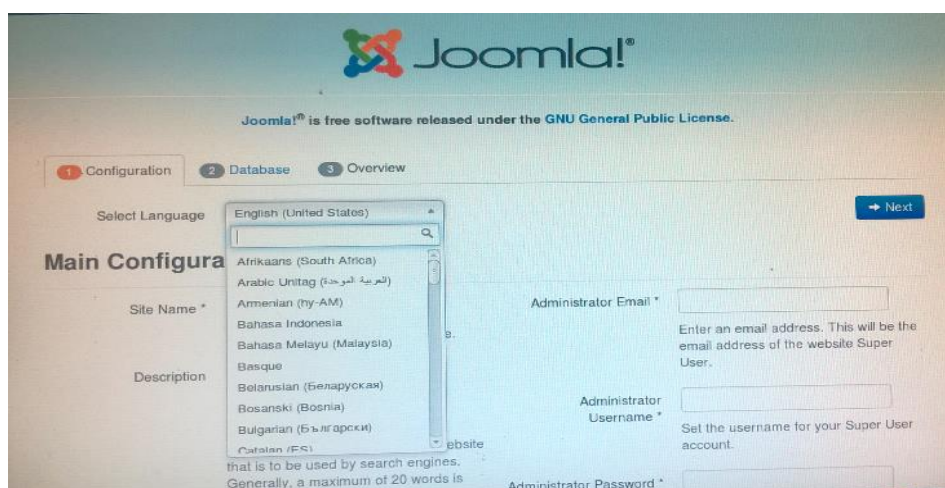 Joomla!®
Joomla!® is free software released under the GNU General Public License.
1 Configuration
2 Database
3 Overview
Select Language
English (United States)
Next
Afrikaans (South Africa)
Arabic Unitag (العربية الموحدة)
Armenian (hy-AM)
Bahasa Indonesia
Bahasa Melayu (Malaysia)
Basque
Belarusian (Беларуская)
Bosanski (Bosnia)
Bulgarian (Български)
Catalan (ES)
Main Configura
Site Name *
e.
Description
ebsite
that is to be used by search engines.
Generally, a maximum of 20 words is
Administrator Email *
Enter an email address. This will be the
email address of the website Super
User.
Administrator
Username *
Set the username for your Super User
account.
Administrator Password *